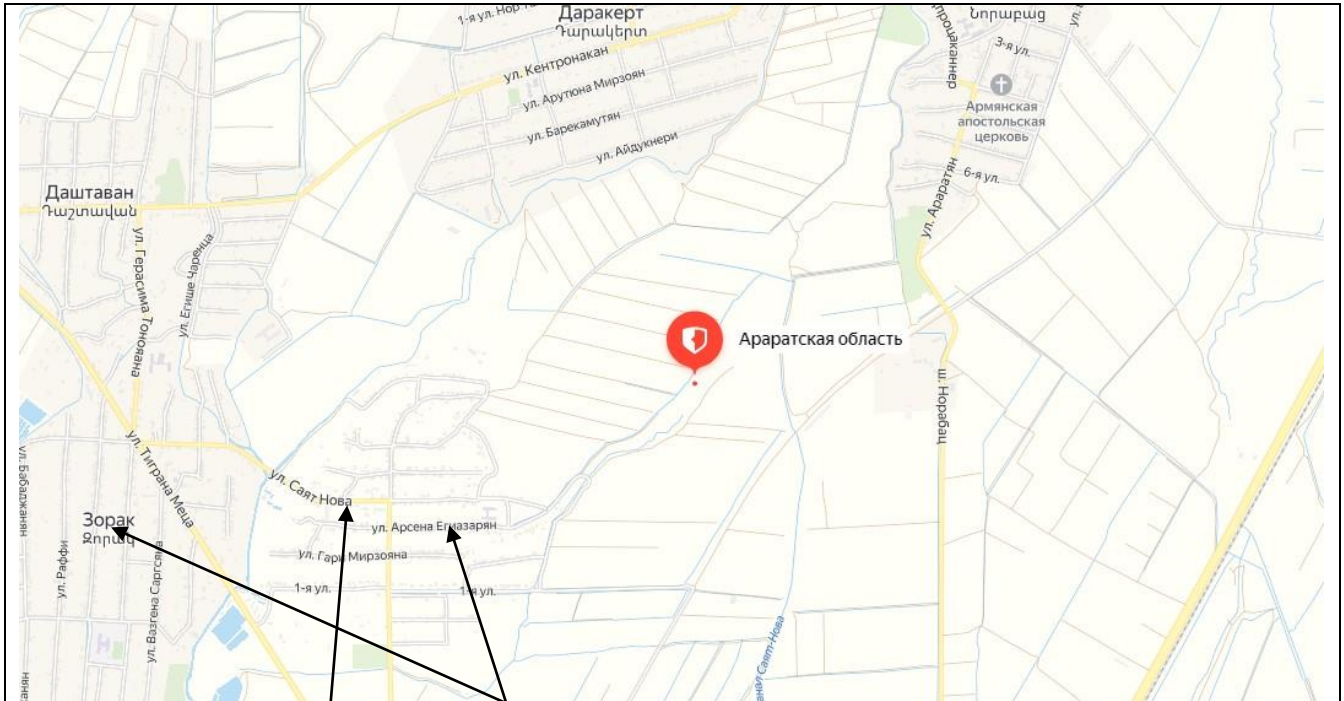 1-я ул. Нор
Даракерт
Դարակերտ
Նորաբաց
ул. Кентронакан
3-я ул.
ул. Арутюна Мирзоян
Армянская
апостольская
церковь
ул. Барекамутян
ул. Айдукнери
6-я ул.
Даштаван
Դաշտավան
ул. Араратян
ул. Герасима Тонояна
ул. Егише Чаренца
Араратская область
ш. Норабац
ул. Тиграна Меца
ул. Бабаджанян
ул. Саят Нова
Зорак
Զորակ
ул. Арсена Егиазарян
ул. Гари Мирзояна
ул. Раффи
ул. Вазгена Саргсяна
1-я ул.
1-я ул.
канал Саят-Нова